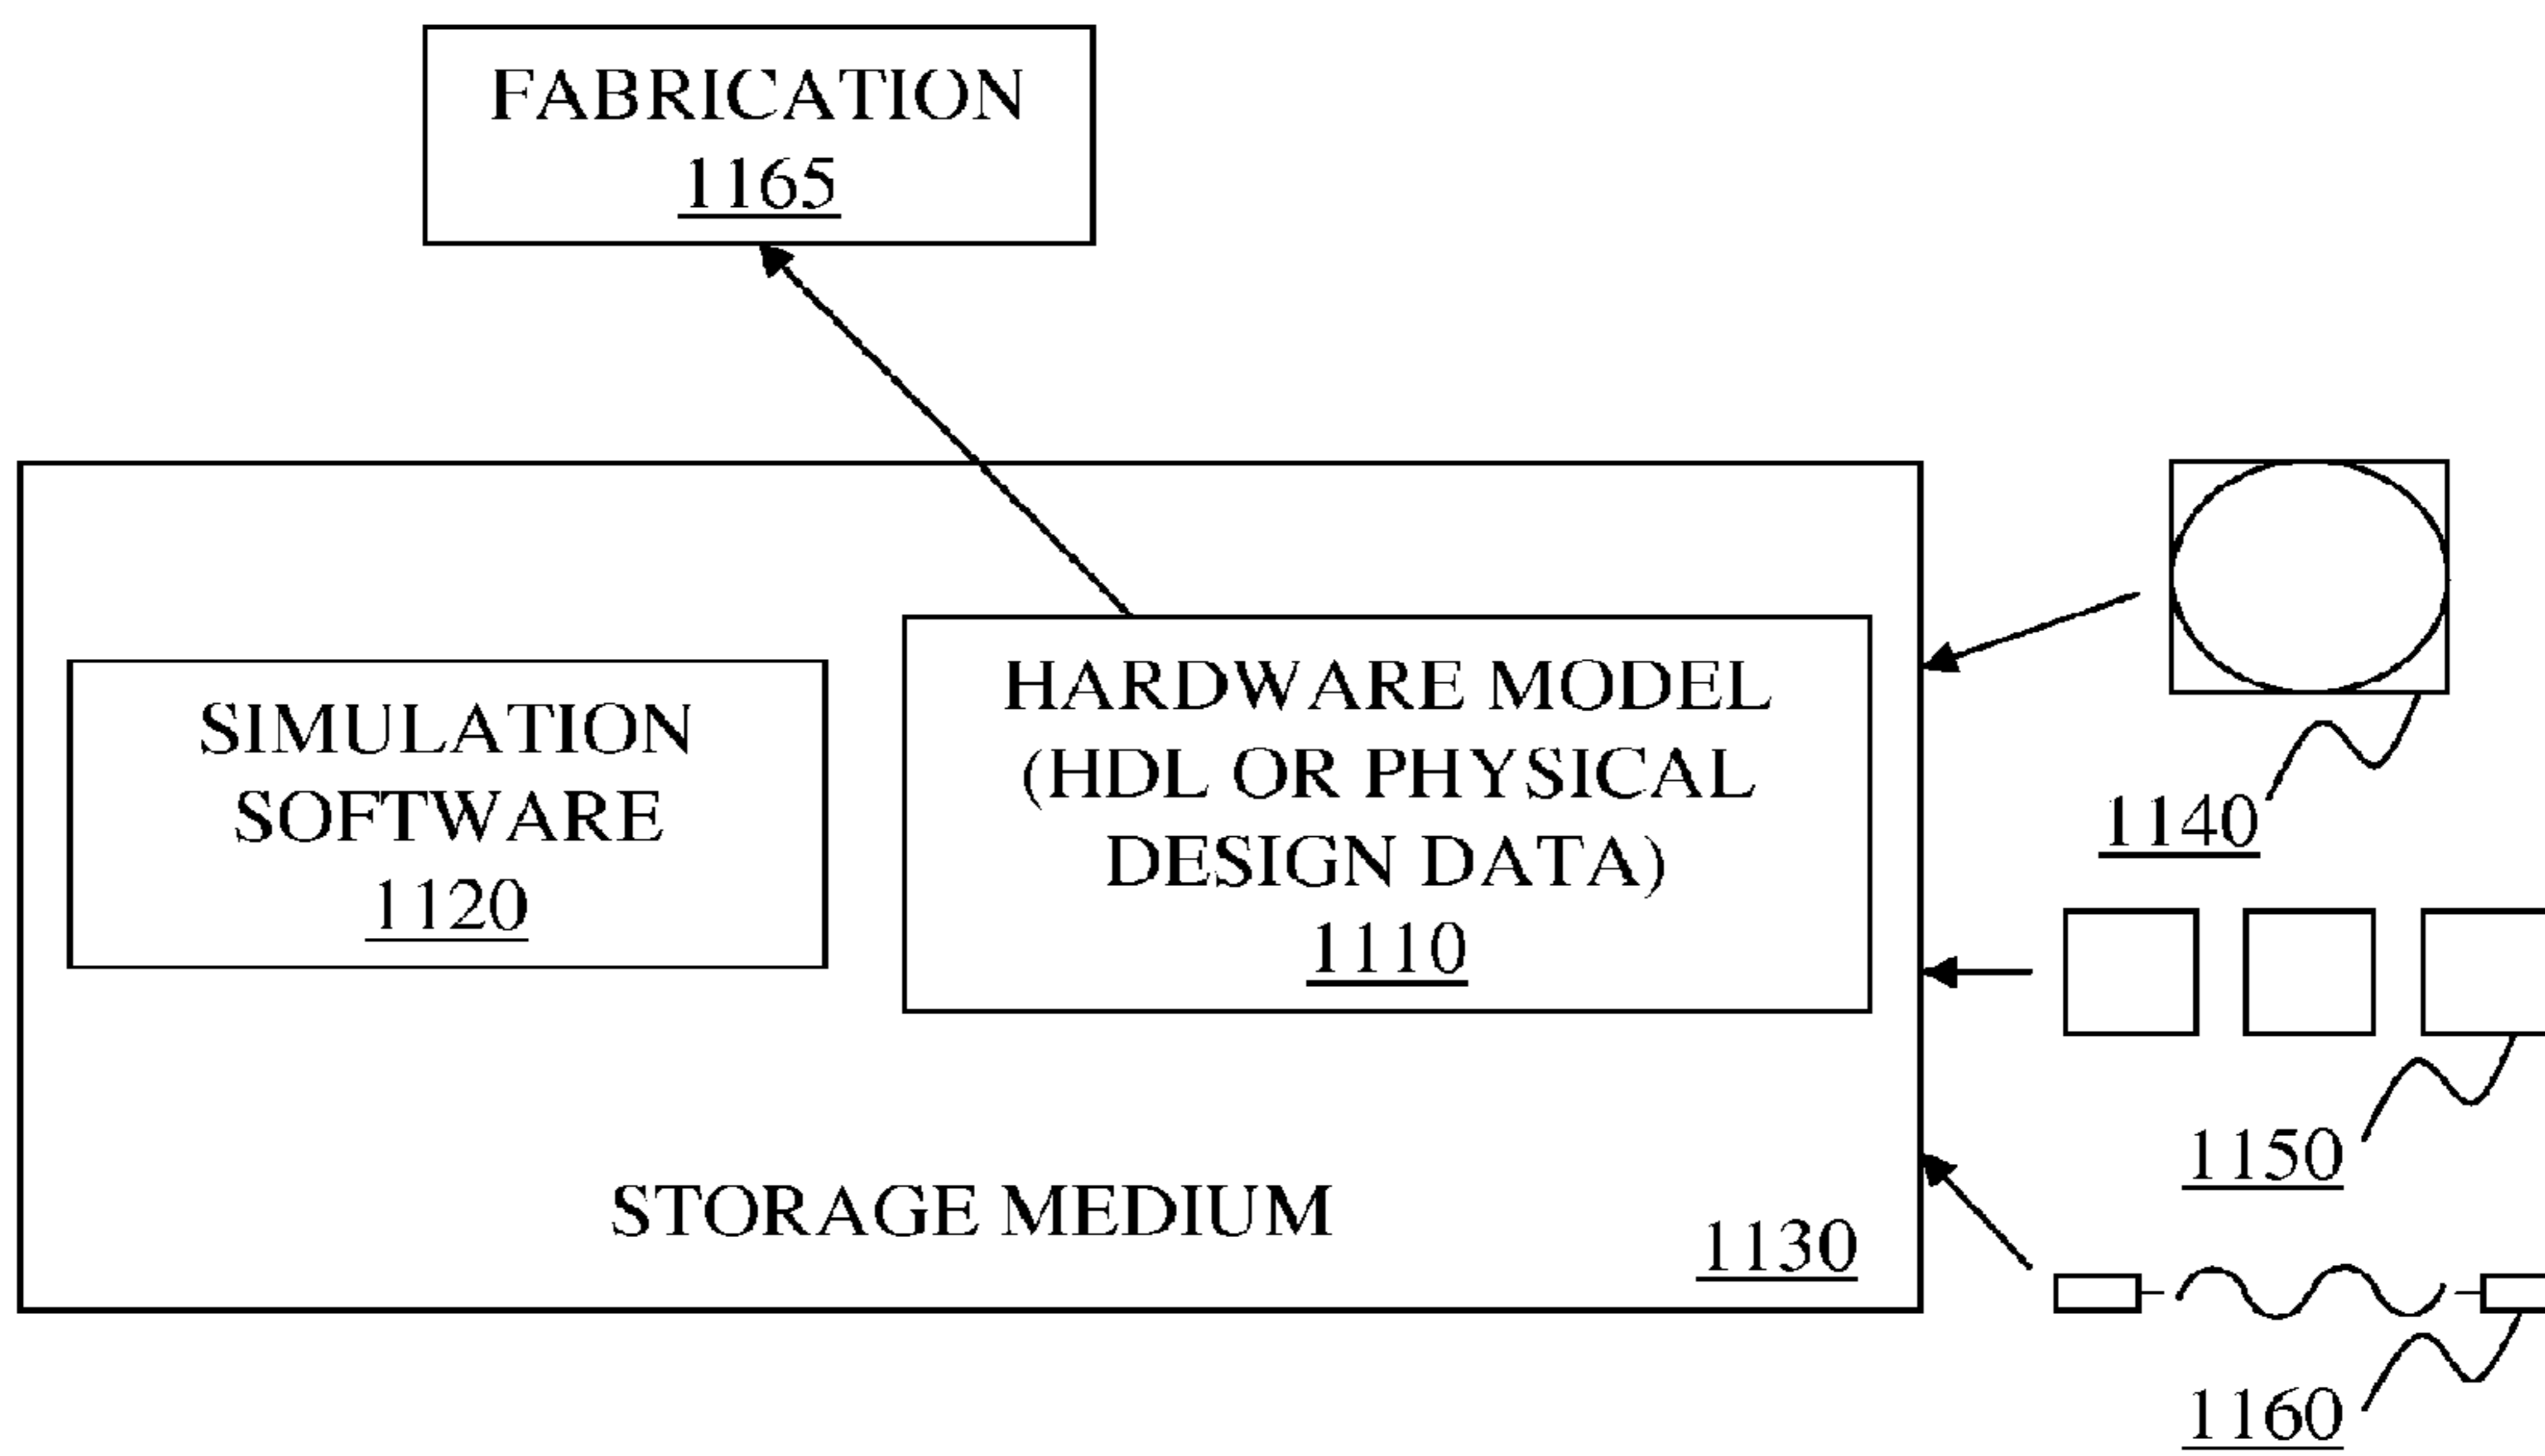 FABRICATION
1165
SIMULATION
SOFTWARE
1120
HARDWARE MODEL
(HDL OR PHYSICAL
DESIGN DATA)
1110
STORAGE MEDIUM
1130
1140
1150
1160